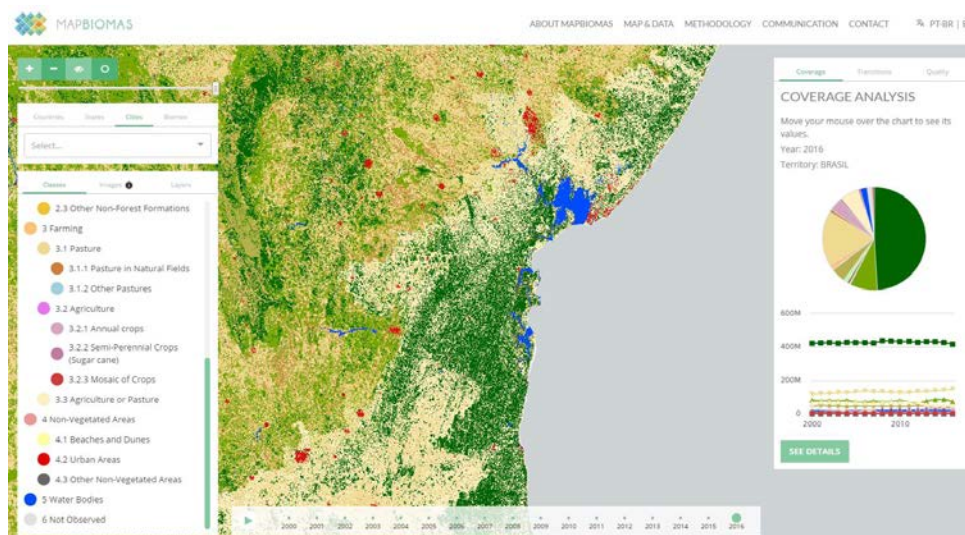 MAPBIOMAS
ABOUT MAPBIOMAS MAP & DATA METHODOLOGY COMMUNICATION CONTACT PT-BR |
Countries States Cities Biomes
Select...
Classes Images Layers
2.3 Other Non-Forest Formations
3 Farming
3.1 Pasture
3.1.1 Pasture in Natural Fields
3.1.2 Other Pastures
3.2 Agriculture
3.2.1 Annual crops
3.2.2 Semi-Perennial Crops
(Sugar cane)
3.2.3 Mosaic of Crops
3.3 Agriculture or Pasture
4 Non-Vegetated Areas
4.1 Beaches and Dunes
4.2 Urban Areas
4.3 Other Non-Vegetated Areas
5 Water Bodies
6 Not Observed
2000 2001 2002 2003 2004 2005 2006 2007 2008 2009 2010 2011 2012 2013 2014 2015 2016
Coverage Transitions Quality
COVERAGE ANALYSIS
Move your mouse over the chart to see its
values.
Year: 2016
Territory: BRASIL
600M
400M
200M
0
2000 2010
SEE DETAILS